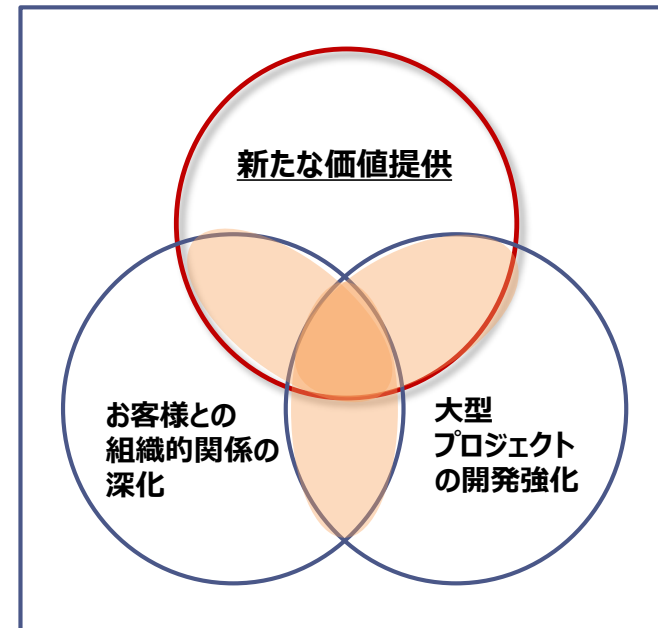 新たな価値提供
お客様との
組織的関係の
深化
大型
プロジェクト
の開発強化